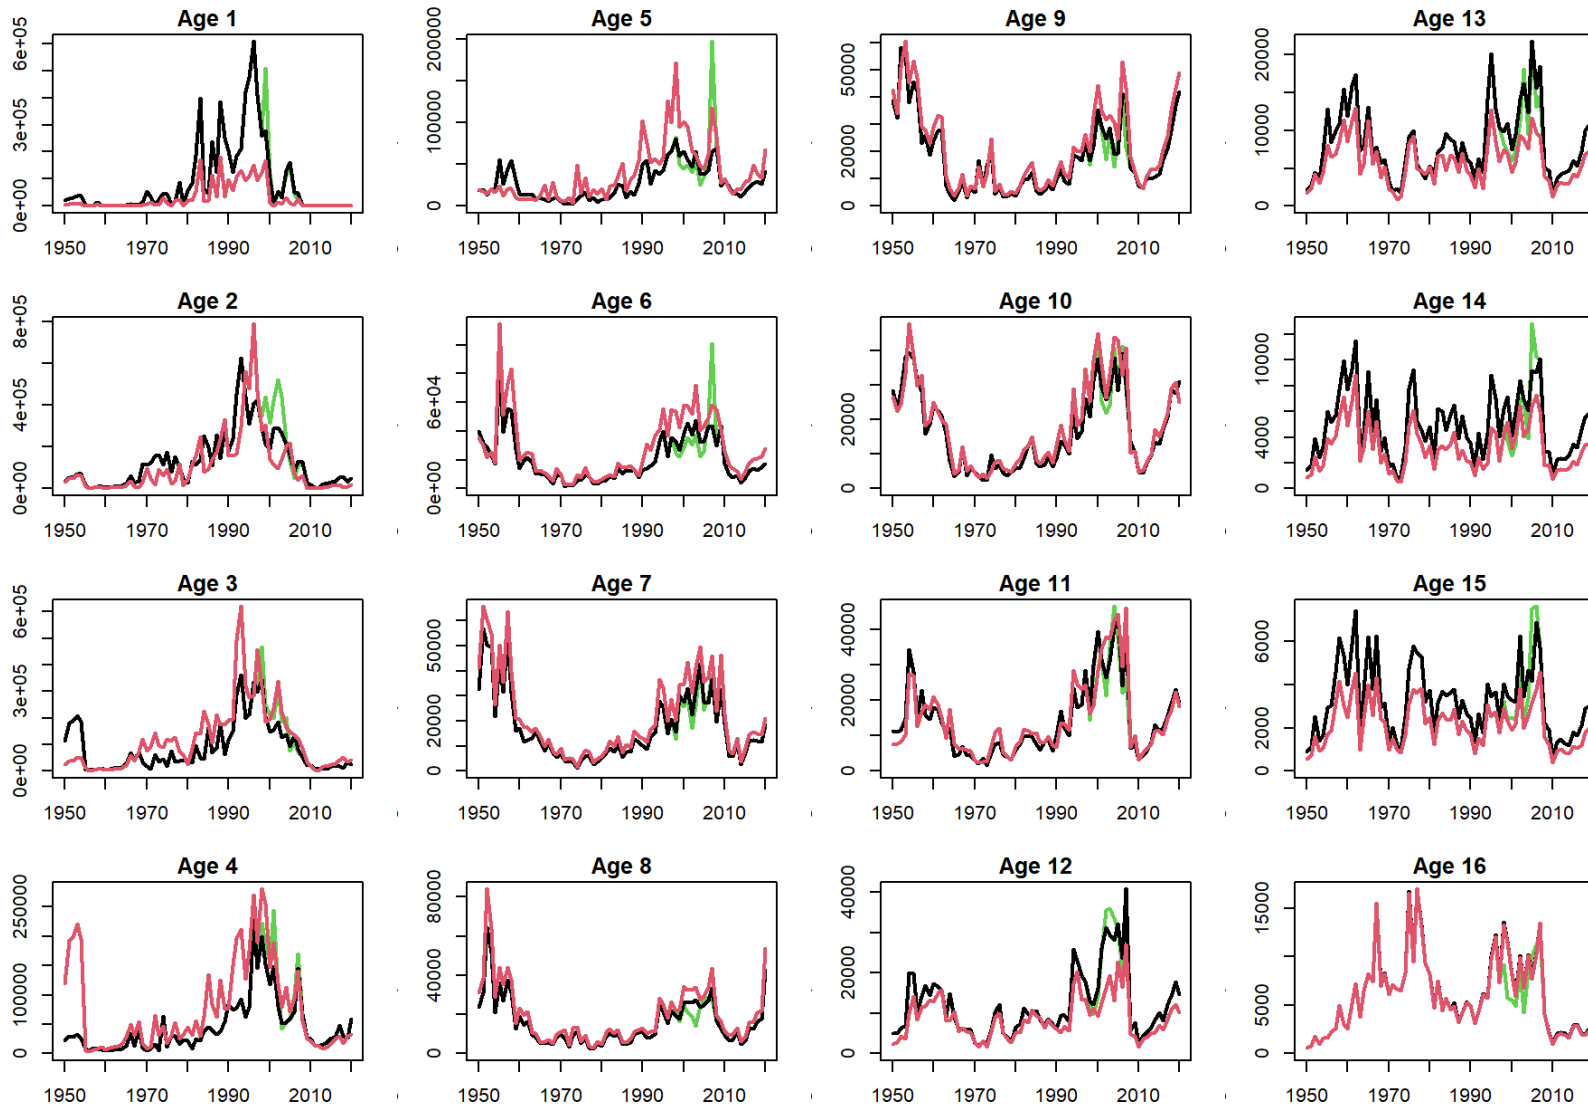 Age 1
0e+00 3e+05 6e+05
1950 1970 1990 2010
Age 5
0 100000 200000
1950 1970 1990 2010
Age 9
0 20000 50000
1950 1970 1990 2010
Age 13
0 10000 20000
1950 1970 1990 2010
Age 2
0e+00 4e+05 8e+05
1950 1970 1990 2010
Age 6
0e+00 6e+04
1950 1970 1990 2010
Age 10
0 20000
1950 1970 1990 2010
Age 14
0 4000 10000
1950 1970 1990 2010
Age 3
0e+00 3e+05 6e+05
1950 1970 1990 2010
Age 7
0 20000 50000
1950 1970 1990 2010
Age 11
0 20000 40000
1950 1970 1990 2010
Age 15
0 2000 6000
1950 1970 1990 2010
Age 4
0 100000 250000
1950 1970 1990 2010
Age 8
0 40000 80000
1950 1970 1990 2010
Age 12
0 20000 40000
1950 1970 1990 2010
Age 16
0 5000 15000
1950 1970 1990 2010